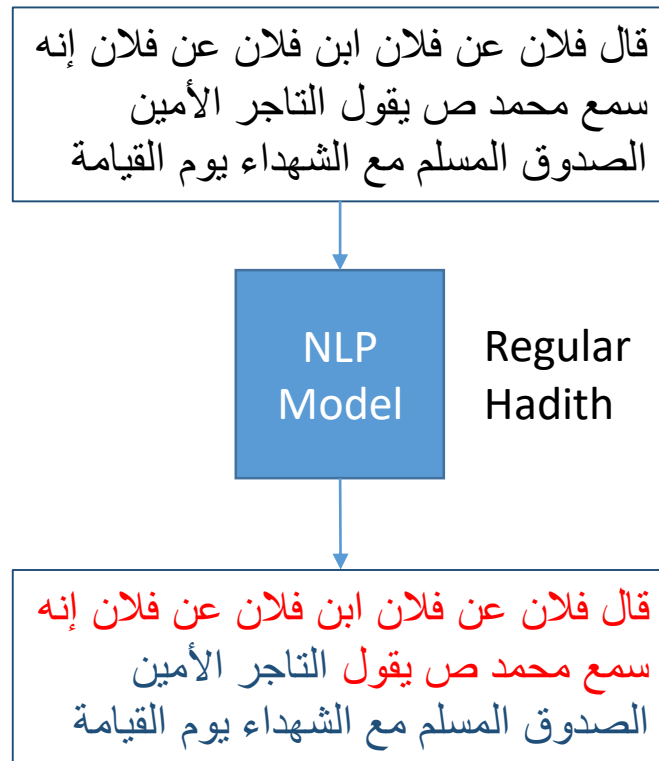 قال فلان عن فلان ابن فلان عن فلان إنه
سمع محمد ص يقول التاجر الأمين
الصدوق المسلم مع الشهداء يوم القيامة
NLP
Model
Regular
Hadith
قال فلان عن فلان ابن فلان عن فلان إنه
سمع محمد ص يقول التاجر الأمين
الصدوق المسلم مع الشهداء يوم القيامة